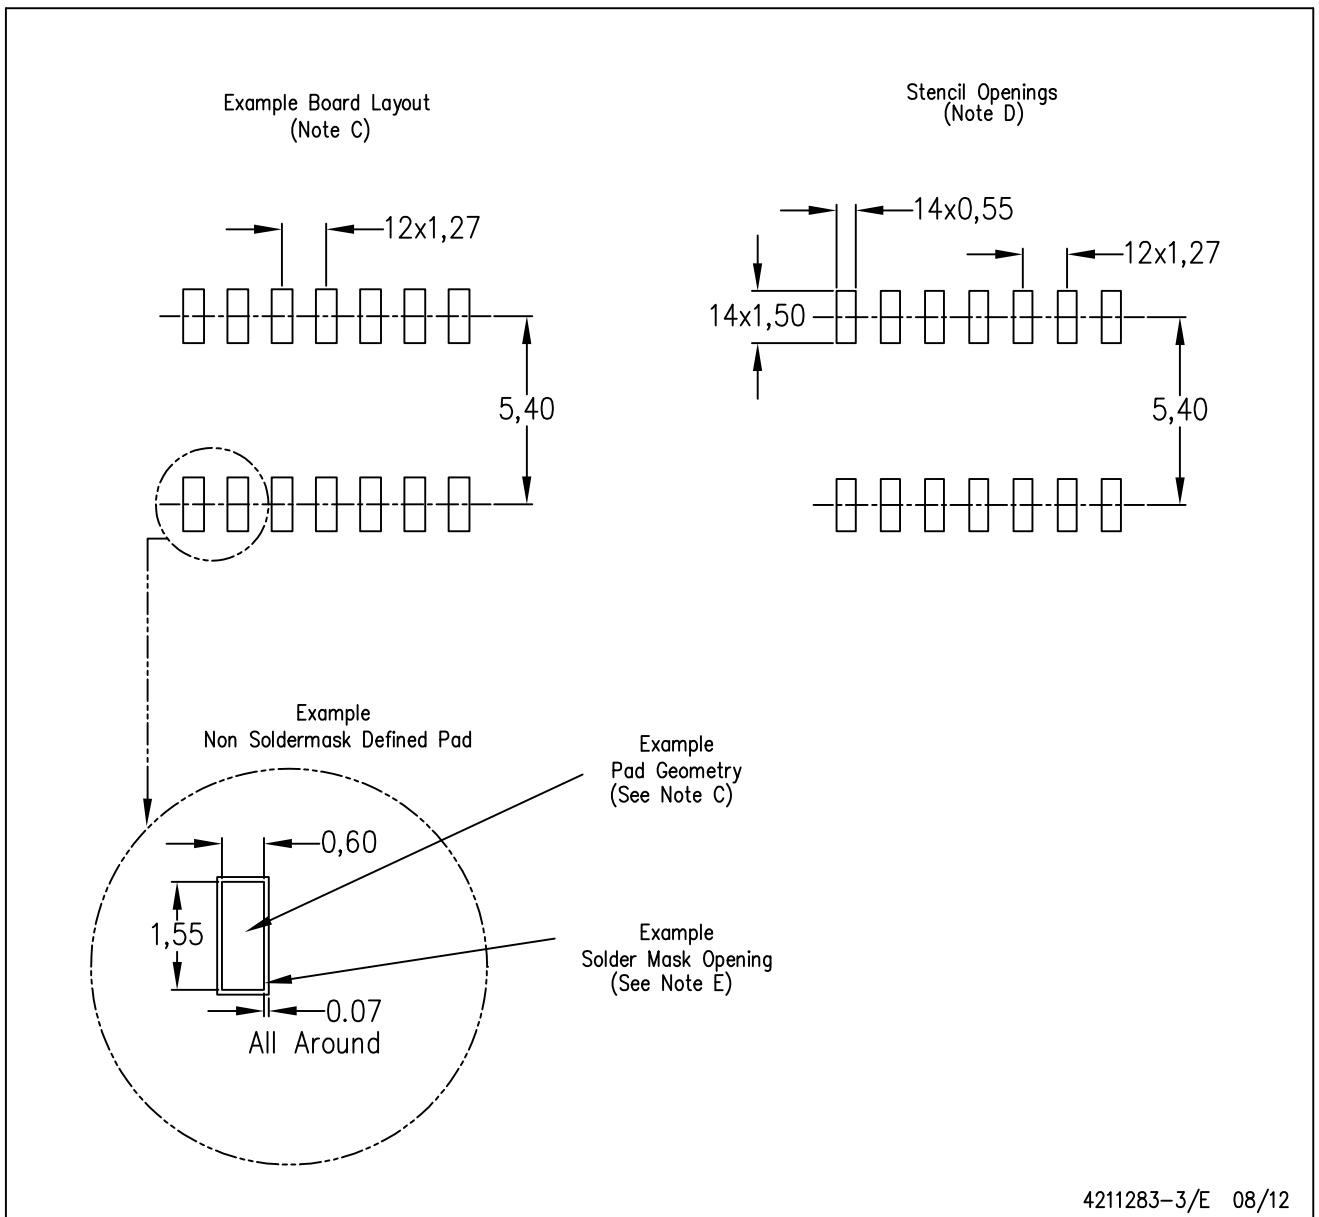 Example Board Layout
(Note C)
Stencil Openings
(Note D)
12x1,27
14x0,55
12x1,27
14x1,50
5,40
5,40
Example
Non Soldermask Defined Pad
Example
Pad Geometry
(See Note C)
0,60
1,55
Example
Solder Mask Opening
(See Note E)
0.07
All Around
4211283-3/E 08/12